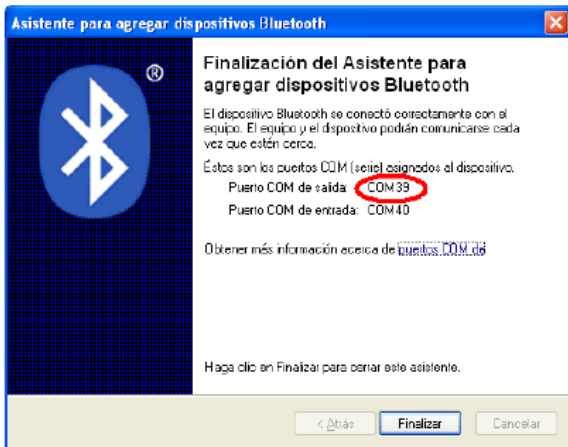 Asistente para agregar dispositivos Bluetooth
®
Finalización del Asistente para
agregar dispositivos Bluetooth
El dispositivo Bluetooth se conectó correctamente con el
equipo. El equipo y el dispositivo podrán comunicarse cada
vez que estén cerca.
Éstos son los puertos COM (serie) asignados al dispositivo.
Puerto COM de salida: COM39
Puerto COM de entrada: COM40
Obtener más información acerca de puertos COM de
Haga clic en Finalizar para cerrar este asistente.
< Atrás
Finalizar
Cancelar